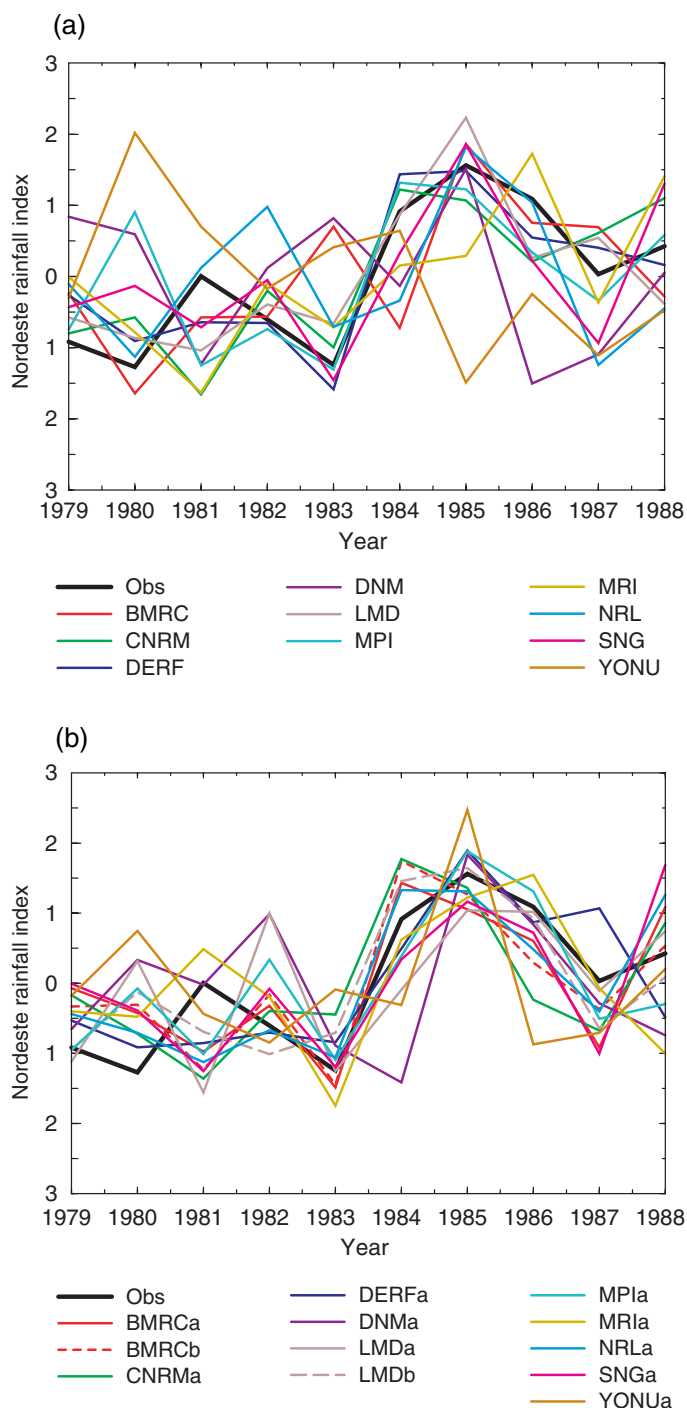 (a)
Nordeste rainfall index
3
2
1
0
1
2
3
1979 1980 1981 1982 1983 1984 1985 1986 1987 1988
Year
Obs DNM MRI
BMRC LMD NRL
CNRM MPI SNG
DERF YONU
(b)
Nordeste rainfall index
3
2
1
0
1
2
3
1979 1980 1981 1982 1983 1984 1985 1986 1987 1988
Year
Obs DERFa MPIa
BMRCa DNMa MRIa
BMRCb LMDa NRLa
CNRMa LMDb SNGa
YONUa